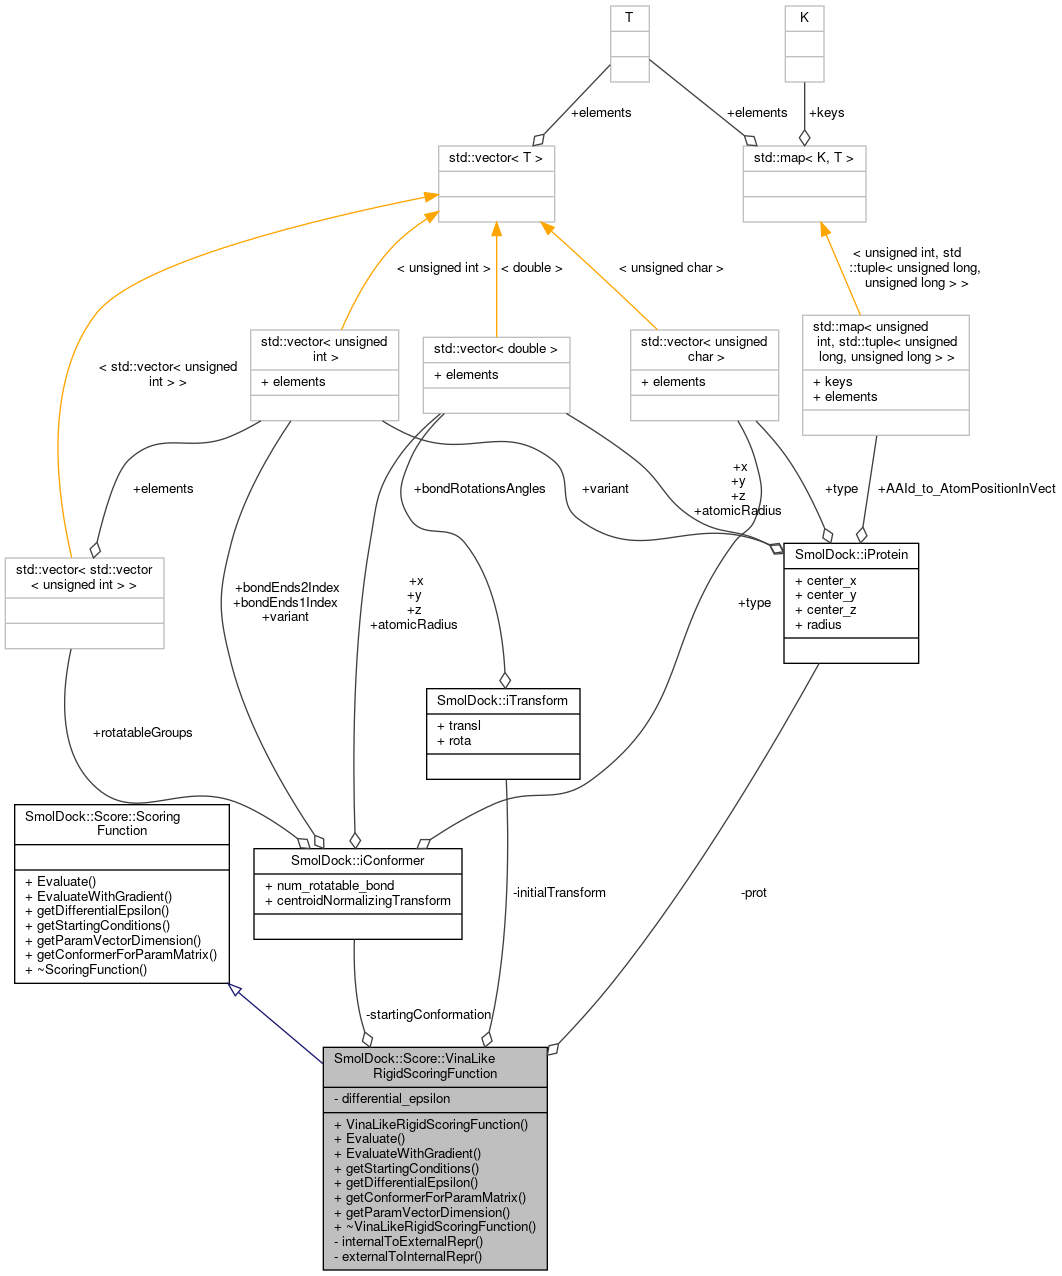 T
K
+elements
+elements
+keys
std::vector< T >
std::map< K, T >
< unsigned int, std
::tuple< unsigned long,
unsigned long > >
< unsigned int >
< double >
< unsigned char >
std::map< unsigned
int, std::tuple< unsigned
long, unsigned long > >
+ keys
+ elements
std::vector< unsigned
int >
+ elements
std::vector< double >
+ elements
std::vector< unsigned
char >
+ elements
< std::vector< unsigned
int > >
+elements
+bondRotationsAngles
+variant
+x
+y
+z
+atomicRadius
+type
+AAId_to_AtomPositionInVect
std::vector< std::vector
< unsigned int > >
SmolDock::iProtein
+ center_x
+ center_y
+ center_z
+ radius
+bondEnds2Index
+bondEnds1Index
+variant
+x
+y
+z
+atomicRadius
+type
SmolDock::iTransform
+ transl
+ rota
+rotatableGroups
SmolDock::Score::Scoring
Function
+ Evaluate()
+ EvaluateWithGradient()
+ getDifferentialEpsilon()
+ getStartingConditions()
+ getParamVectorDimension()
+ getConformerForParamMatrix()
+ ~ScoringFunction()
SmolDock::iConformer
+ num_rotatable_bond
+ centroidNormalizingTransform
-initialTransform
-prot
-startingConformation
SmolDock::Score::VinaLike
RigidScoringFunction
- differential_epsilon
+ VinaLikeRigidScoringFunction()
+ Evaluate()
+ EvaluateWithGradient()
+ getStartingConditions()
+ getDifferentialEpsilon()
+ getConformerForParamMatrix()
+ getParamVectorDimension()
+ ~VinaLikeRigidScoringFunction()
- internalToExternalRepr()
- externalToInternalRepr()